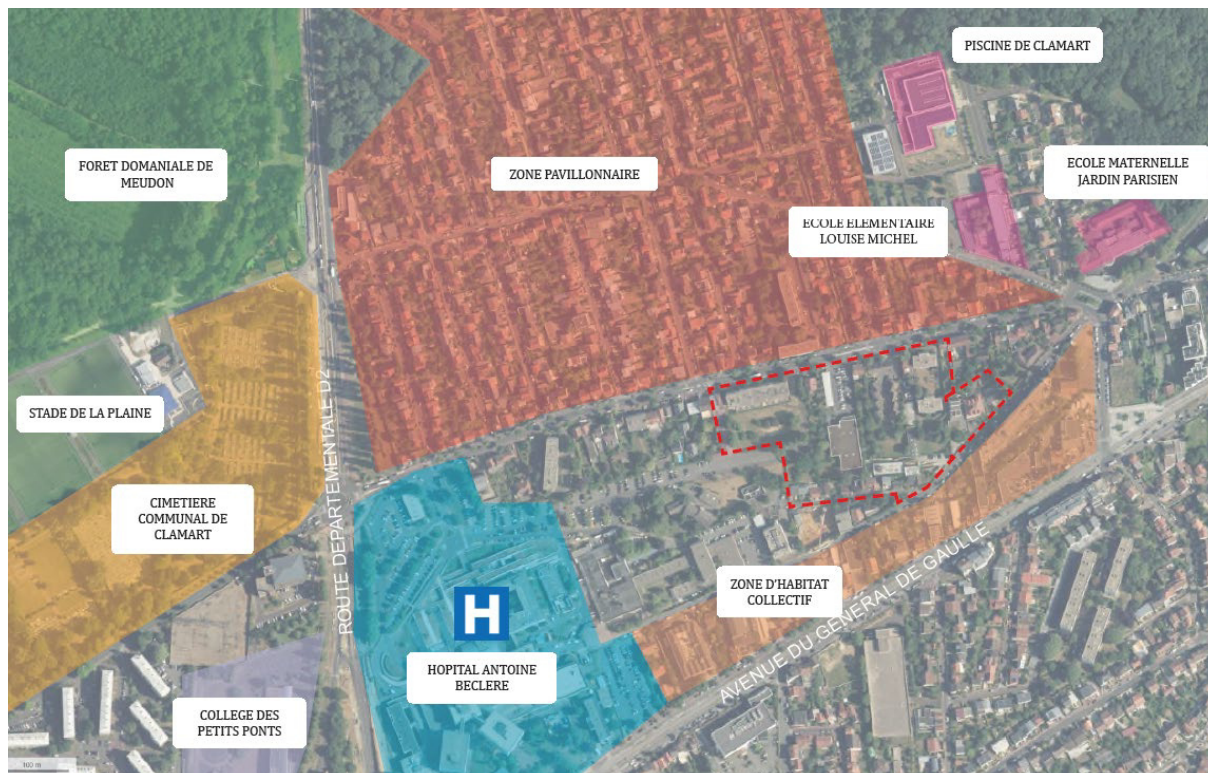 PISCINE DE CLAMART
FORET DOMANIALE DE
MEUDON
ZONE PAVILLONNAIRE
ECOLE MATERNELLE
JARDIN PARISIEN
ECOLE ELEMENTAIRE
LOUISE MICHEL
STADE DE LA PLAINE
ROUTE DEPARTEMENTALE D2
CIMETIERE
COMMUNAL DE
CLAMART
ZONE D'HABITAT
COLLECTIF
AVENUE DU GENERAL DE GAULLE
H
HOPITAL ANTOINE
BECLERE
COLLEGE DES
PETITS PONTS
100 m